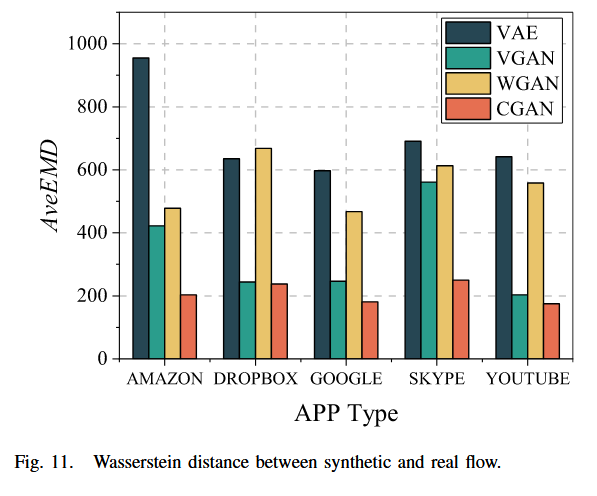 1000
800
600
400
200
0
AveEMD
VAE
VGAN
WGAN
CGAN
AMAZON DROPBOX GOOGLE SKYPE YOUTUBE
APP Type
Fig. 11. Wasserstein distance between synthetic and real flow.